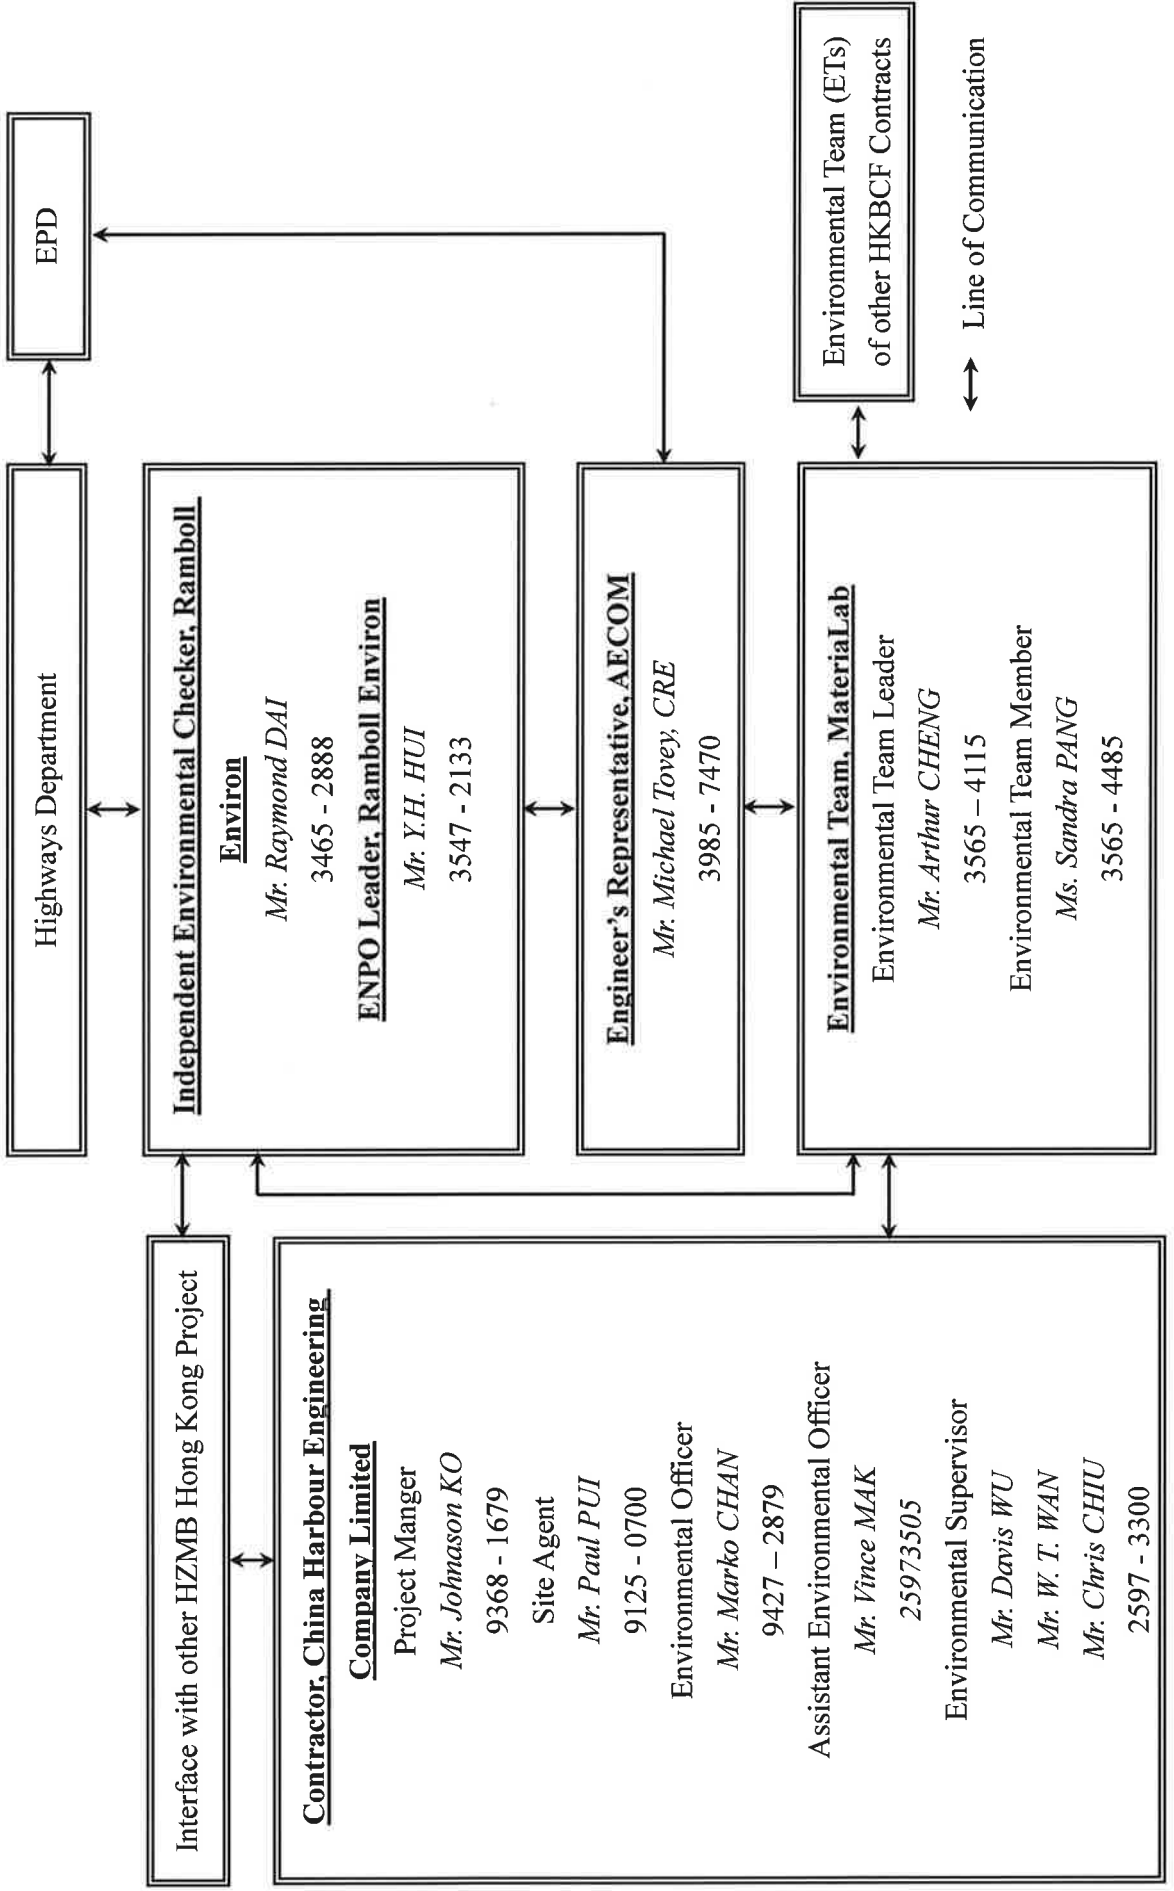 EPD
Highways Department
Independent Environmental Checker, Ramboll
Environ
Mr. Raymond DAI
3465 - 2888
ENPO Leader, Ramboll Environ
Mr. Y.H. HUI
3547 - 2133
Interface with other HZMB Hong Kong Project
Engineer's Representative, AECOM
Mr. Michael Tovey, CRE
3985 - 7470
Contractor, China Harbour Engineering
Company Limited
Project Manger
Mr. Johnason KO
9368 - 1679
Site Agent
Mr. Paul PUI
9125 - 0700
Environmental Officer
Mr. Marko CHAN
9427 – 2879
Assistant Environmental Officer
Mr. Vince MAK
25973505
Environmental Supervisor
Mr. Davis WU
Mr. W. T. WAN
Mr. Chris CHIU
2597 - 3300
Environmental Team, MateriaLab
Environmental Team Leader
Mr. Arthur CHENG
3565 – 4115
Environmental Team Member
Ms. Sandra PANG
3565 - 4485
Environmental Team (ETs)
of other HKBCF Contracts
Line of Communication